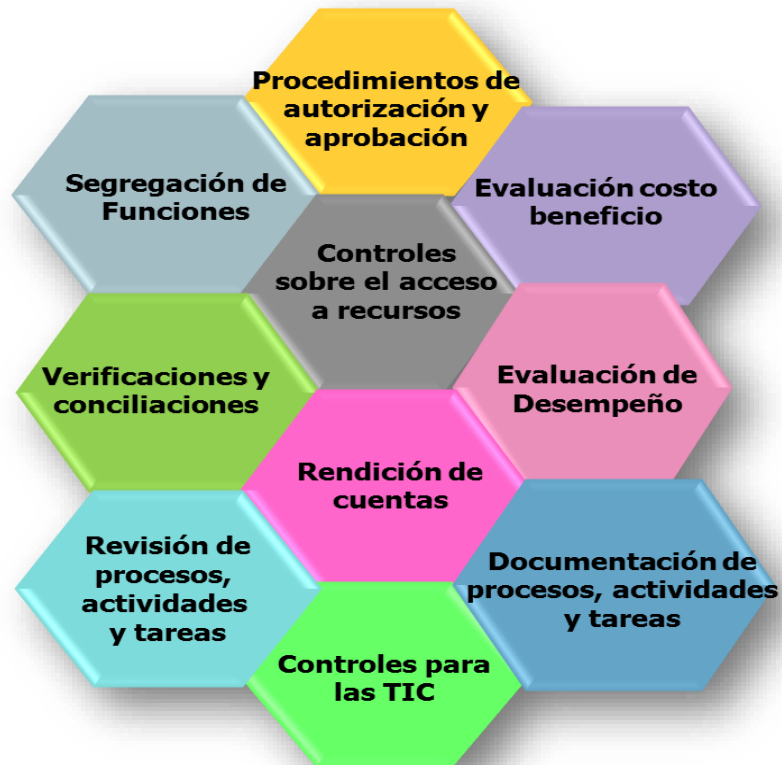 Procedimientos de
autorización y
aprobación
Segregación de
Funciones
Evaluación costo
beneficio
Controles
sobre el acceso
a recursos
Verificaciones y
conciliaciones
Evaluación de
Desempeño
Rendición de
cuentas
Revisión de
procesos,
actividades
y tareas
Documentación de
procesos, actividades
y tareas
Controles para
las TIC